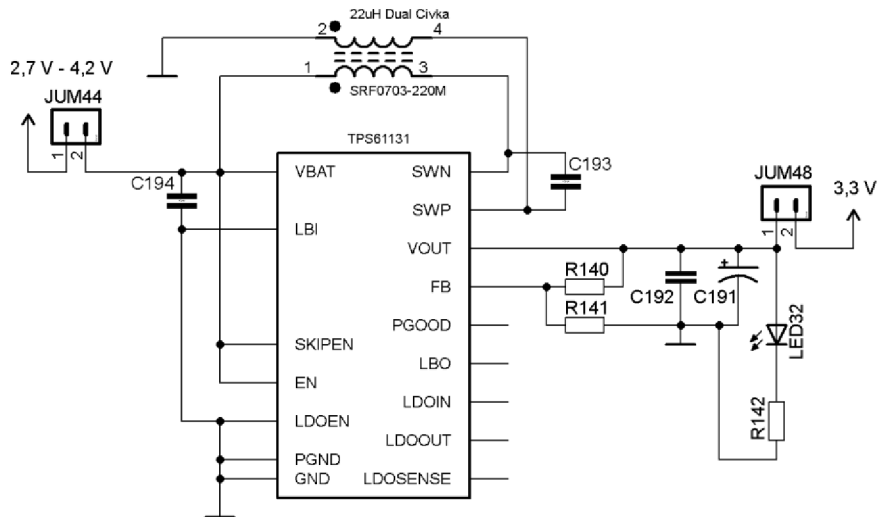 22uH Dual Civka
2 4
1 3
SRF0703-220M
2,7 V - 4,2 V
JUM44
1 2
TPS61131
C194
VBAT SWN
C193
SWP
LBI
VOUT
JUM48
1 2
3,3 V
FB
R140
R141
C192
+
C191
PGOOD
LED32
SKIPEN
LBO
EN
LDOIN
LDOEN
LDOOUT
R142
PGND
GND LDOSENSE